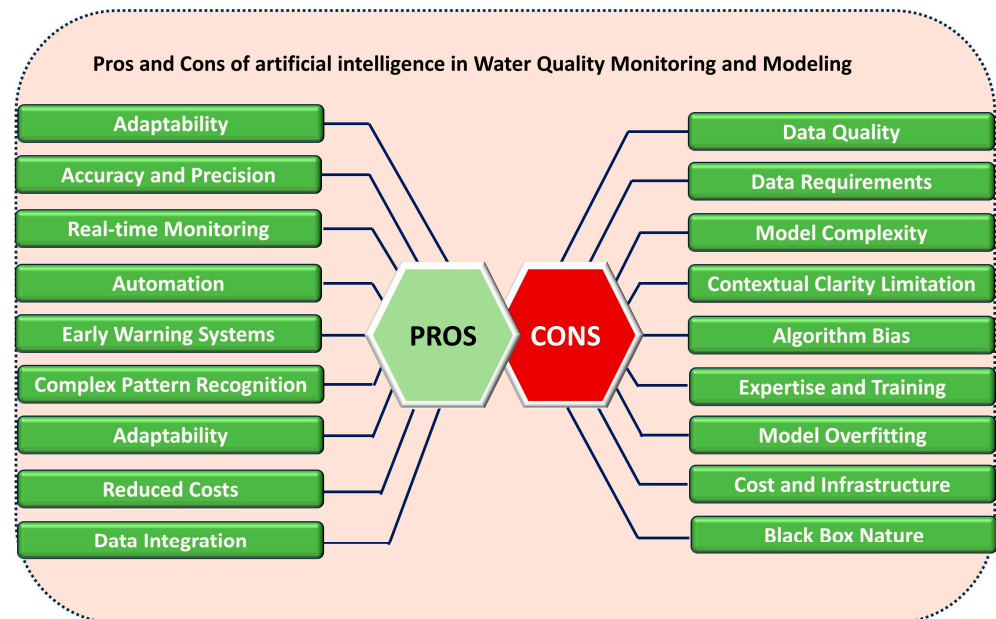 Pros and Cons of artificial intelligence in Water Quality Monitoring and Modeling
Adaptability
Accuracy and Precision
Real-time Monitoring
Automation
Early Warning Systems
Complex Pattern Recognition
Adaptability
Reduced Costs
Data Integration
PROS
CONS
Data Quality
Data Requirements
Model Complexity
Contextual Clarity Limitation
Algorithm Bias
Expertise and Training
Model Overfitting
Cost and Infrastructure
Black Box Nature